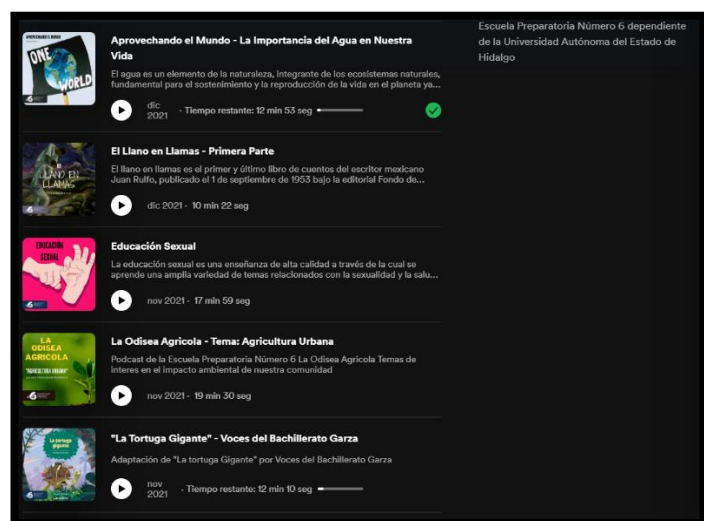 ONE
WORLD
Aprovechando el Mundo - La Importancia del Agua en Nuestra
Vida
El agua es un elemento de la naturaleza, integrante de los ecosistemas naturales,
fundamental para el sostenimiento y la reproducción de la vida en el planeta ya...
dic
2021 · Tiempo restante: 12 min 53 seg
EL
LLANO EN
LLAMAS
El Llano en Llamas - Primera Parte
El llano en llamas es el primer y último libro de cuentos del escritor mexicano
Juan Rulfo, publicado el 1 de septiembre de 1953 bajo la editorial Fondo de...
dic 2021 · 10 min 22 seg
EDUCACIÓN
SEXUAL
Educación Sexual
La educación sexual es una enseñanza de alta calidad a través de la cual se
aprende una amplia variedad de temas relacionados con la sexualidad y la salu...
nov 2021 · 17 min 59 seg
LA
ODISEA
AGRICOLA
"AGRICULTURA URBANA"
La Odisea Agricola - Tema: Agricultura Urbana
Podcast de la Escuela Preparatoria Número 6 La Odisea Agricola Temas de
interes en el impacto ambiental de nuestra comunidad
nov 2021 · 19 min 30 seg
La tortuga
gigante
"La Tortuga Gigante" - Voces del Bachillerato Garza
Adaptación de "La tortuga Gigante" por Voces del Bachillerato Garza
nov
2021 · Tiempo restante: 12 min 10 seg
Escuela Preparatoria Número 6 dependiente
de la Universidad Autónoma del Estado de
Hidalgo